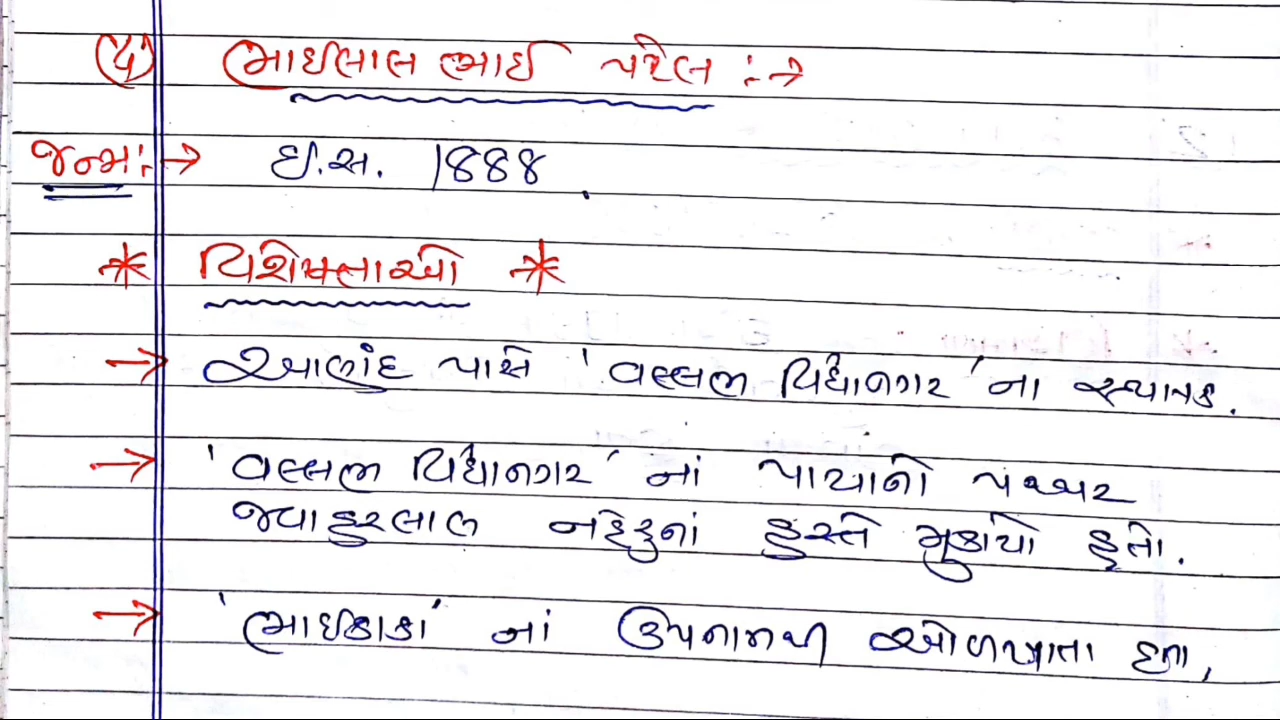 (૫) ભાઈલાલ ભાઈ પટેલ :→
જન્મ :→ ઈ.સ. 1888.
* વિશેષતાઓ *
→ આણંદ પાસે 'વલ્લભ વિદ્યાનગર'ના સ્થાપક.
→ 'વલ્લભ વિદ્યાનગર' નાં પાયાનો પથ્થર
જવાહરલાલ નહેરુનાં હસ્તે મુકાયો હતો.
→ 'ભાઈકાકા' નાં ઉપનામથી ઓળખાતા હતા,